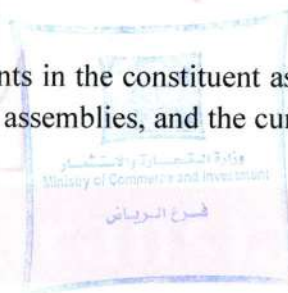 nts in the constituent as
assemblies, and the cur
وزارة التجارة والاستثمار
Ministry of Commerce and Investment
فرع الرياض